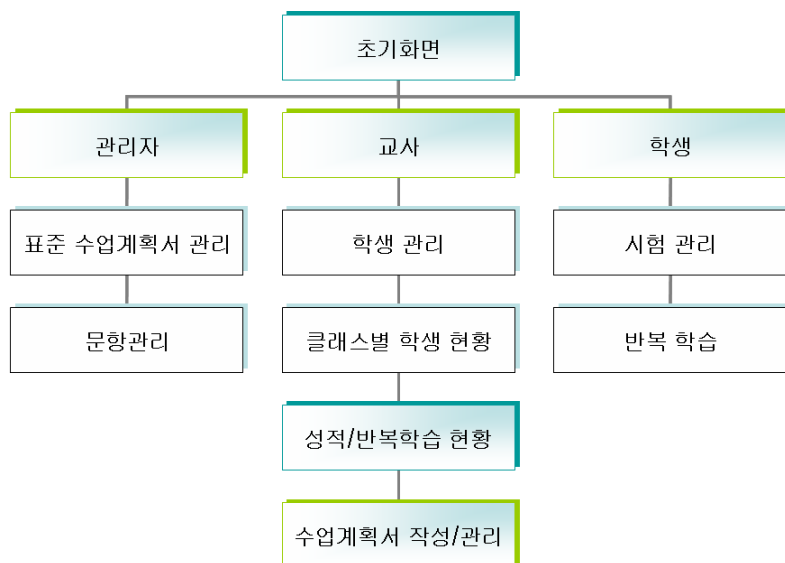 초기화면
관리자
교사
학생
표준 수업계획서 관리
학생 관리
시험 관리
문항관리
클래스별 학생 현황
반복 학습
성적/반복학습 현황
수업계획서 작성/관리